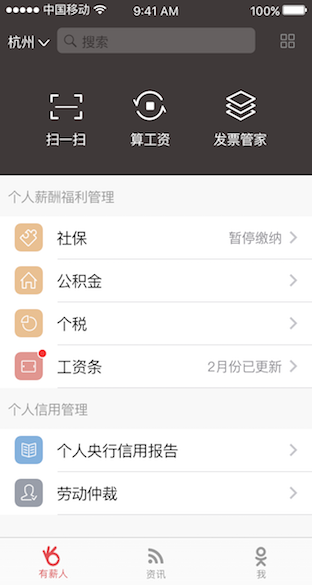 中国移动 9:41 AM 100%
杭州 搜索
扫一扫 算工资 发票管家
个人薪酬福利管理
社保 暂停缴纳
公积金
个税
工资条 2月份已更新
个人信用管理
个人央行信用报告
劳动仲裁
有薪人 资讯 我